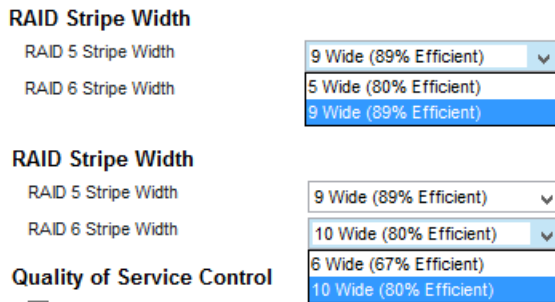 RAID Stripe Width
RAID 5 Stripe Width 9 Wide (89% Efficient)
RAID 6 Stripe Width 5 Wide (80% Efficient)
9 Wide (89% Efficient)
RAID Stripe Width
RAID 5 Stripe Width 9 Wide (89% Efficient)
RAID 6 Stripe Width 10 Wide (80% Efficient)
6 Wide (67% Efficient)
Quality of Service Control
10 Wide (80% Efficient)